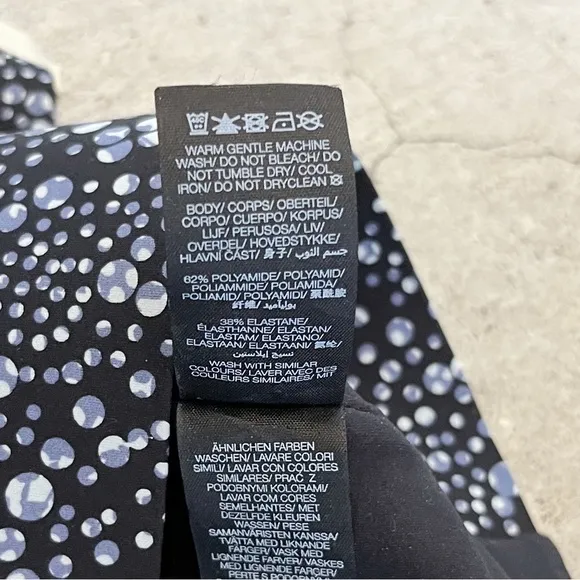 40C
WARM GENTLE MACHINE
WASH/ DO NOT BLEACH/ DO
NOT TUMBLE DRY/ COOL
IRON/ DO NOT DRYCLEAN
BODY/ CORPS/ OBERTEIL/
CORPO/ CUERPO/ KORPUS/
LIJF/ PERUOSA/ LIV/
OVERDEL/ HOVEDSTYKKE/
HLAVNÍ ČÁST/ 身子/ جسم الثوب
62% POLYAMIDE/ POLYAMID/
POLIAMMIDE/ POLIAMIDA/
POLIAMID/ POLYAMIDI/ 聚酰胺
纤维/ بولياميد
38% ELASTANE/
ÉLASTHANNE/ ELASTAN/
ELASTAM/ ELASTANO/
ELASTAAN/ ELASTAANI/ 氨纶/
نسيج إيلاستين
WASH WITH SIMILAR
COLOURS/ LAVER AVEC DES
COULEURS SIMILAIRES/ MIT
ÄHNLICHEN FARBEN
WASCHEN/ LAVARE COLORI
SIMILI/ LAVAR CON COLORES
SIMILARES/ PRAĆ Z
PODOBNYMI KOLORAMI/
LAVAR COM CORES
SEMELHANTES/ MET
DEZELFDE KLEUREN
WASSEN/ PESE
SAMANVÄRISTEN KANSSA/
TVÄTTA MED LIKNANDE
FÄRGER/ VASK MED
LIGNENDE FARVER/ VASKES
MED LIGNENDE FARGER/
PERTE S PODOBNÝMI